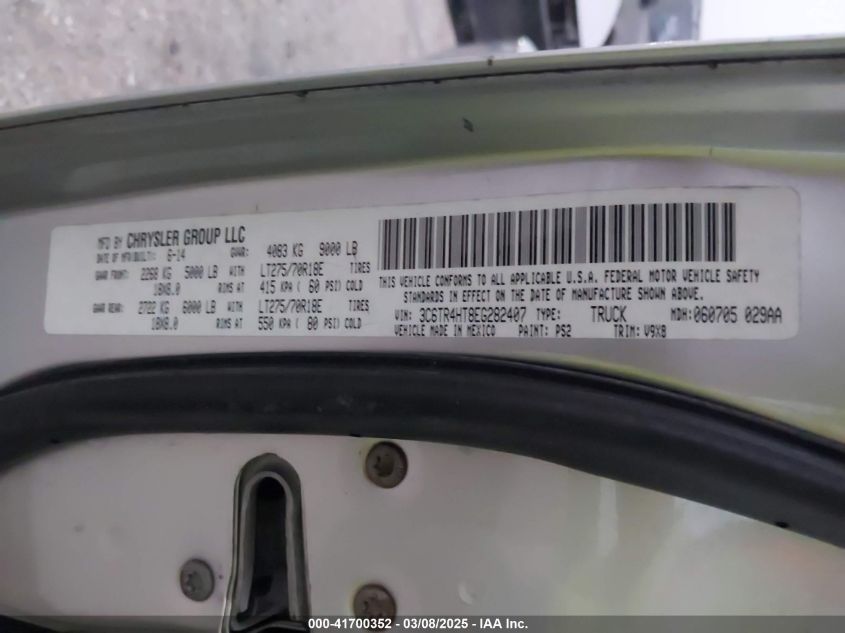 MFD BY CHRYSLER GROUP LLC
DATE OF MFR/BUILT: 6-14 GVWR: 4083 KG 9000 LB
GAWR FRONT: 2268 KG 5000 LB WITH LT275/70R18E TIRES
18X8.0 RIMS AT 415 KPA ( 60 PSI) COLD
GAWR REAR: 2722 KG 6000 LB WITH LT275/70R18E TIRES
18X8.0 RIMS AT 550 KPA ( 80 PSI) COLD
THIS VEHICLE CONFORMS TO ALL APPLICABLE U.S.A. FEDERAL MOTOR VEHICLE SAFETY
STANDARDS IN EFFECT ON THE DATE OF MANUFACTURE SHOWN ABOVE.
VIN: 3C6TR4HT8EG282407 TYPE: TRUCK MDH: 060705 029AA
VEHICLE MADE IN MEXICO PAINT: PS2 TRIM: V9X8
000-41700352 - 03/08/2025 - IAA Inc.